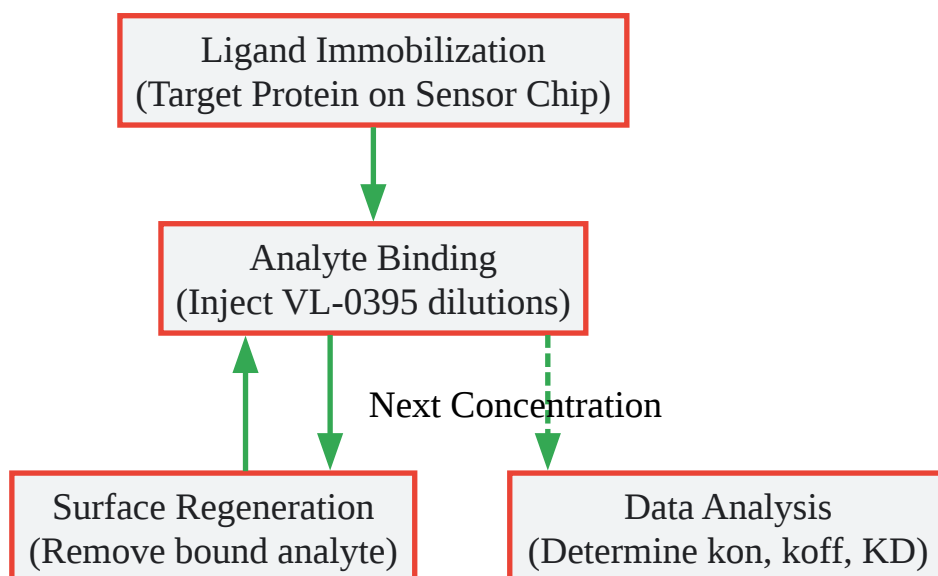 Ligand Immobilization
(Target Protein on Sensor Chip)
Analyte Binding
(Inject VL-0395 dilutions)
Next Concentration
Surface Regeneration
(Remove bound analyte)
Data Analysis
(Determine kon, koff, KD)